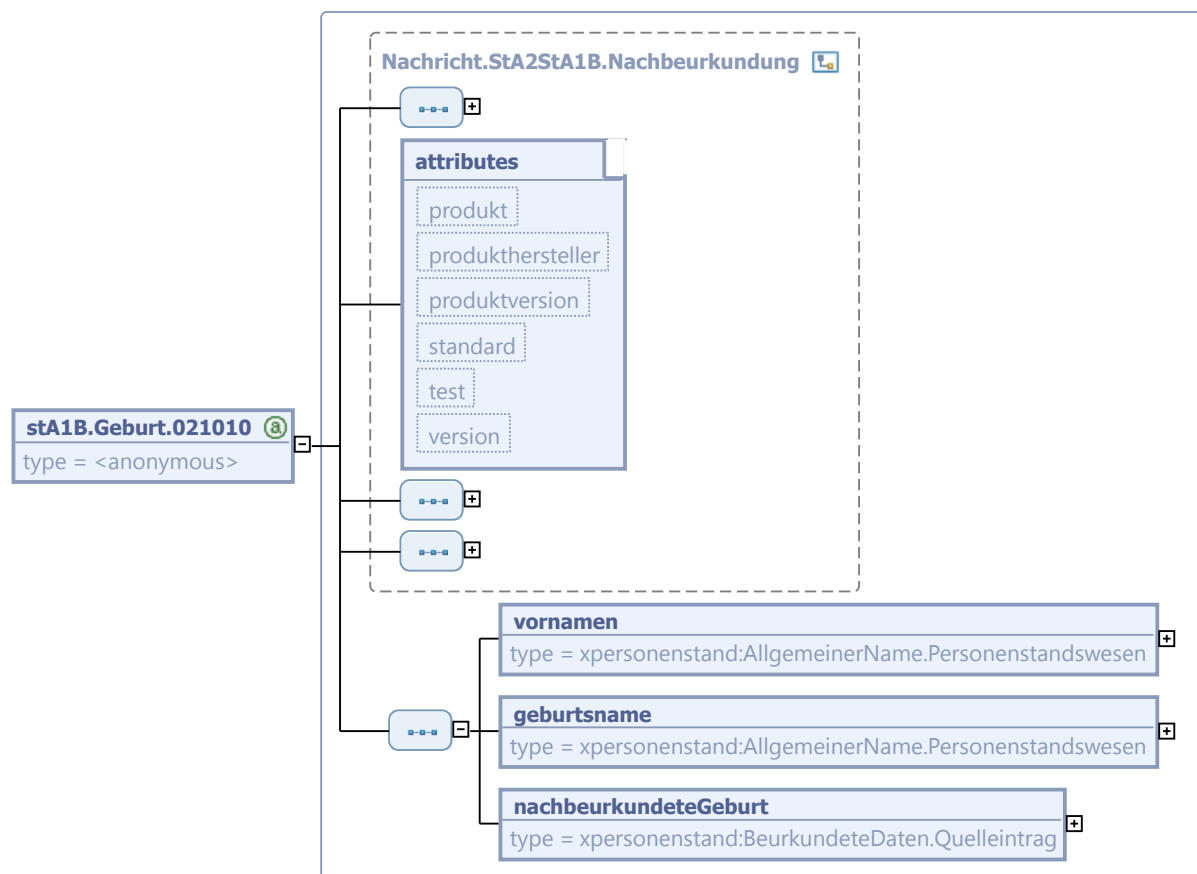 Nachricht.StA2StA1B.Nachbeurkundung
attributes
produkt
produkthersteller
produktversion
standard
test
version
stA1B.Geburt.021010
type = <anonymous>
vornamen
type = xpersonenstand:AllgemeinerName.Personenstandswesen
geburtsname
type = xpersonenstand:AllgemeinerName.Personenstandswesen
nachbeurkundeteGeburt
type = xpersonenstand:BeurkundeteDaten.Quelleintrag